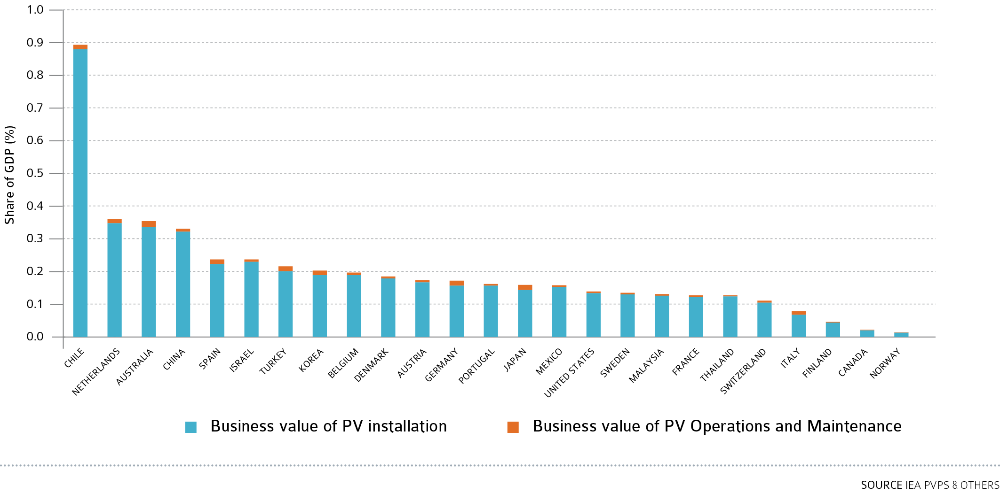 1.0
0.9
0.8
0.7
0.6
0.5
0.4
0.3
0.2
0.1
0.0
Share of GDP (%)
CHILE
NETHERLANDS
AUSTRALIA
CHINA
SPAIN
ISRAEL
TURKEY
KOREA
BELGIUM
DENMARK
AUSTRIA
GERMANY
PORTUGAL
JAPAN
MEXICO
UNITED STATES
SWEDEN
MALAYSIA
FRANCE
THAILAND
SWITZERLAND
ITALY
FINLAND
CANADA
NORWAY
Business value of PV installation
Business value of PV Operations and Maintenance
SOURCE IEA PVPS & OTHERS